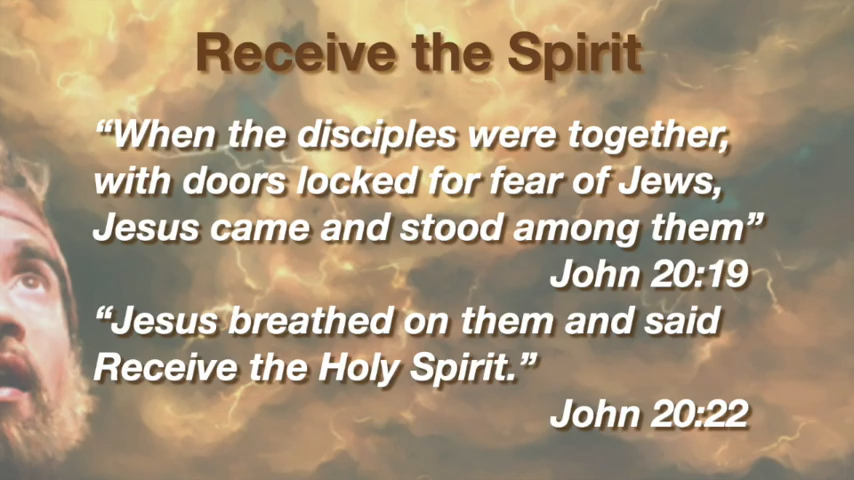 Receive the Spirit
“When the disciples were together,
with doors locked for fear of Jews,
Jesus came and stood among them”
John 20:19
“Jesus breathed on them and said
Receive the Holy Spirit.”
John 20:22